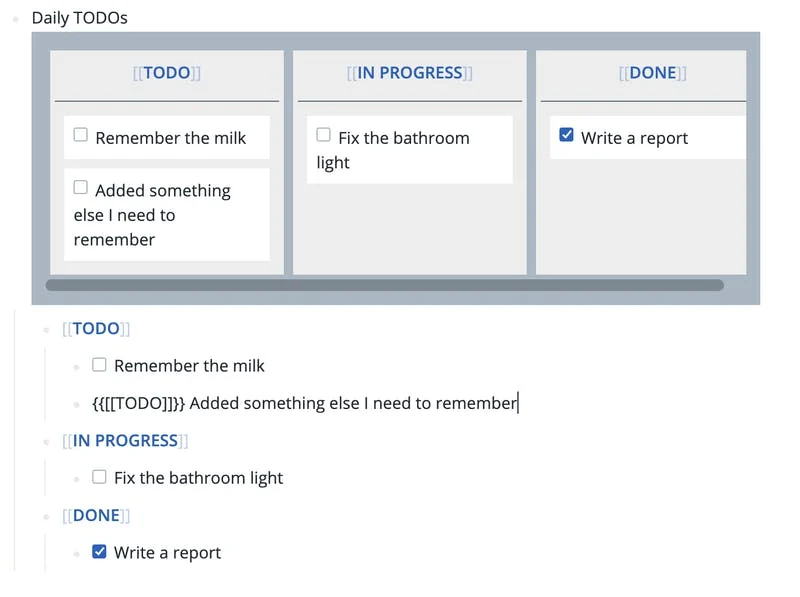 Daily TODOs
[[TODO]]
Remember the milk
Added something
else I need to
remember
[[IN PROGRESS]]
Fix the bathroom
light
[[DONE]]
Write a report
[[TODO]]
Remember the milk
{{[[TODO]]}} Added something else I need to remember
[[IN PROGRESS]]
Fix the bathroom light
[[DONE]]
Write a report